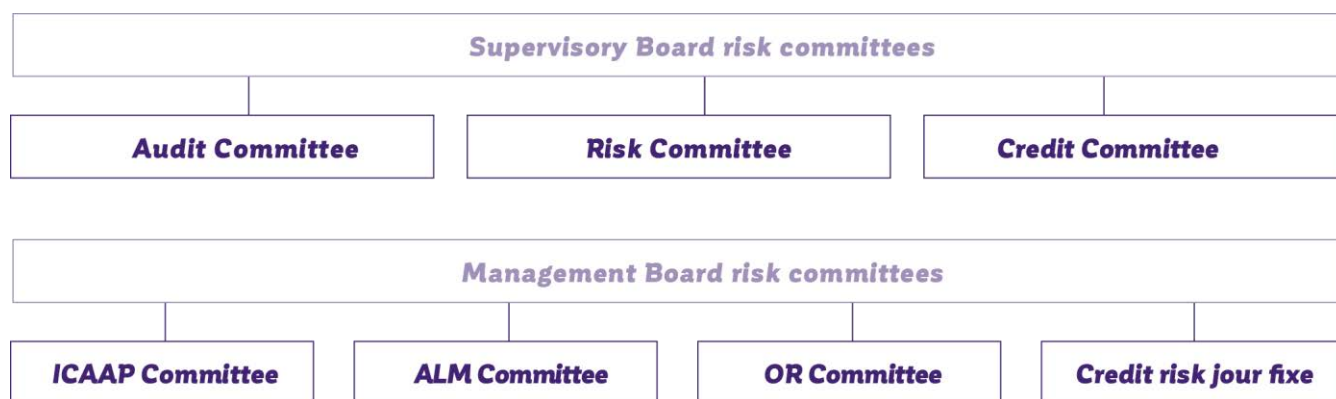 Supervisory Board risk committees
Audit Committee
Risk Committee
Credit Committee
Management Board risk committees
ICAAP Committee
ALM Committee
OR Committee
Credit risk jour fixe